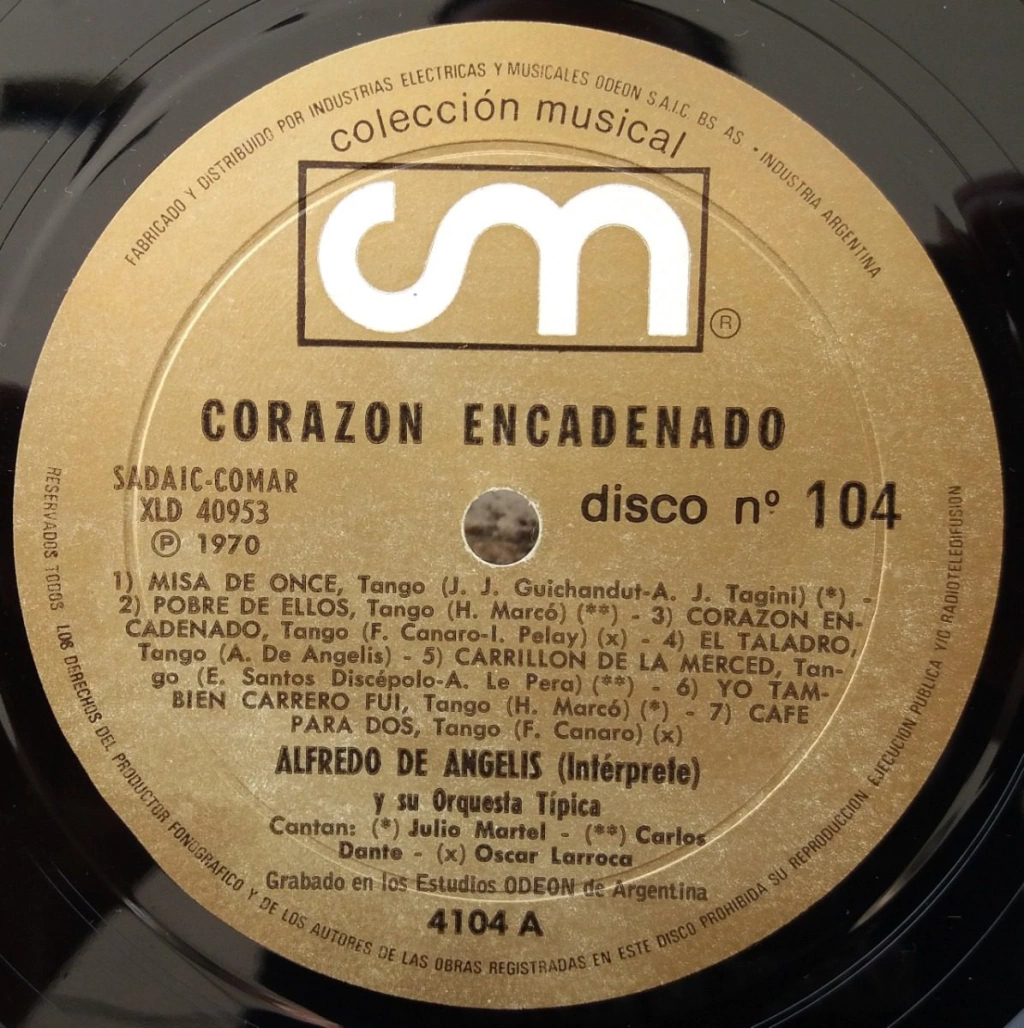 FABRICADO Y DISTRIBUIDO POR INDUSTRIAS ELECTRICAS Y MUSICALES ODEON S.A.I.C. BS AS. - INDUSTRIA ARGENTINA
colección musical
cm
®
CORAZON ENCADENADO
SADAIC-COMAR
XLD 40953
℗ 1970
disco nº 104
1) MISA DE ONCE, Tango (J. J. Guichandut-A. J. Tagini) (*) -
2) POBRE DE ELLOS, Tango (H. Marcó) (**) - 3) CORAZON EN-
CADENADO, Tango (F. Canaro-I. Pelay) (x) - 4) EL TALADRO,
Tango (A. De Angelis) - 5) CARRILLON DE LA MERCED, Tan-
go (E. Santos Discépolo-A. Le Pera) (**) - 6) YO TAM-
BIEN CARRERO FUI, Tango (H. Marcó) (*) - 7) CAFE
PARA DOS, Tango (F. Canaro) (x)
ALFREDO DE ANGELIS (Intérprete)
y su Orquesta Típica
Cantan: (*) Julio Martel - (**) Carlos
Dante - (x) Oscar Larroca
Grabado en los Estudios ODEON de Argentina
4104 A
RESERVADOS TODOS LOS DERECHOS DEL PRODUCTOR FONOGRAFICO Y DE LOS AUTORES DE LAS OBRAS REGISTRADAS EN ESTE DISCO PROHIBIDA SU REPRODUCCION EJECUCION PUBLICA Y/O RADIOTELEDIFUSION